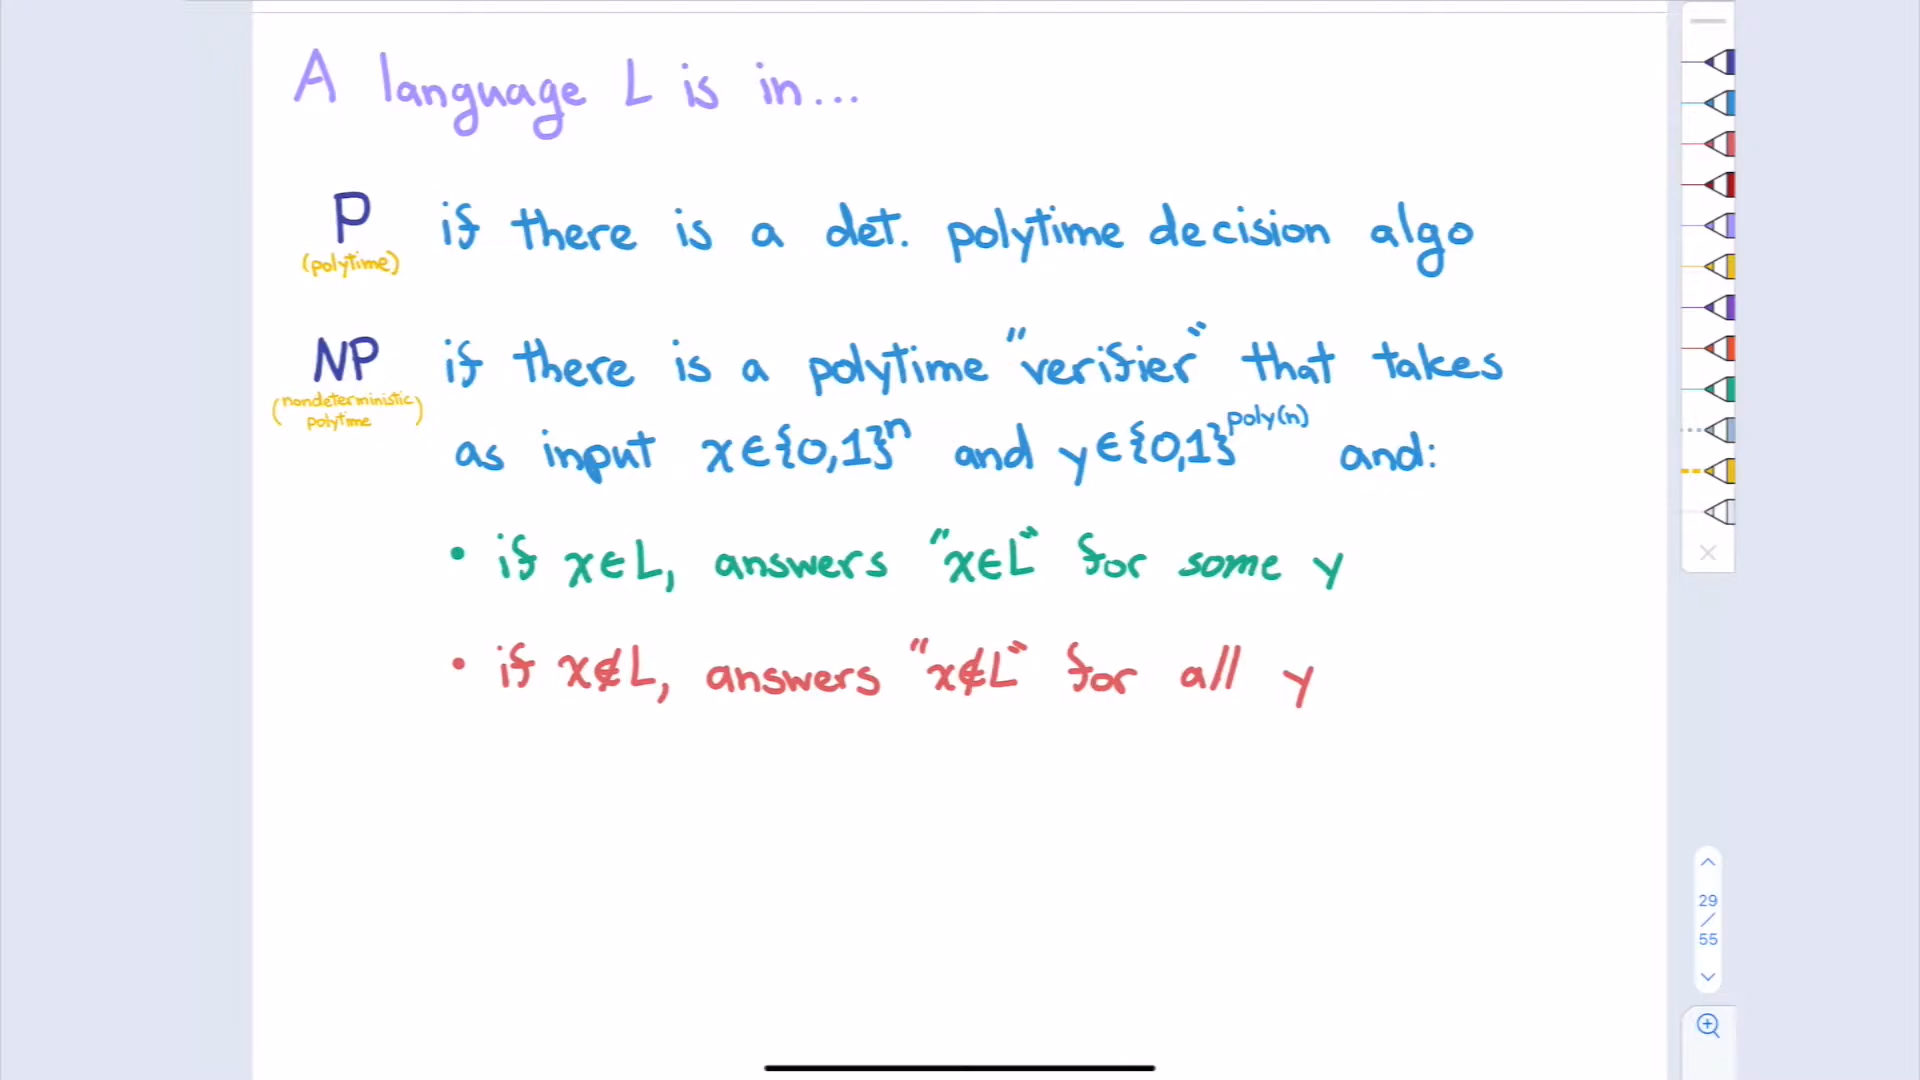 A language L is in...
P if there is a det. polytime decision algo
(polytime)
NP if there is a polytime "verifier" that takes
(nondeterministic
polytime)
as input x∈{0,1}ⁿ and y∈{0,1}^poly(n) and:
• if x∈L, answers "x∈L" for some y
• if x∉L, answers "x∉L" for all y
29
/
55